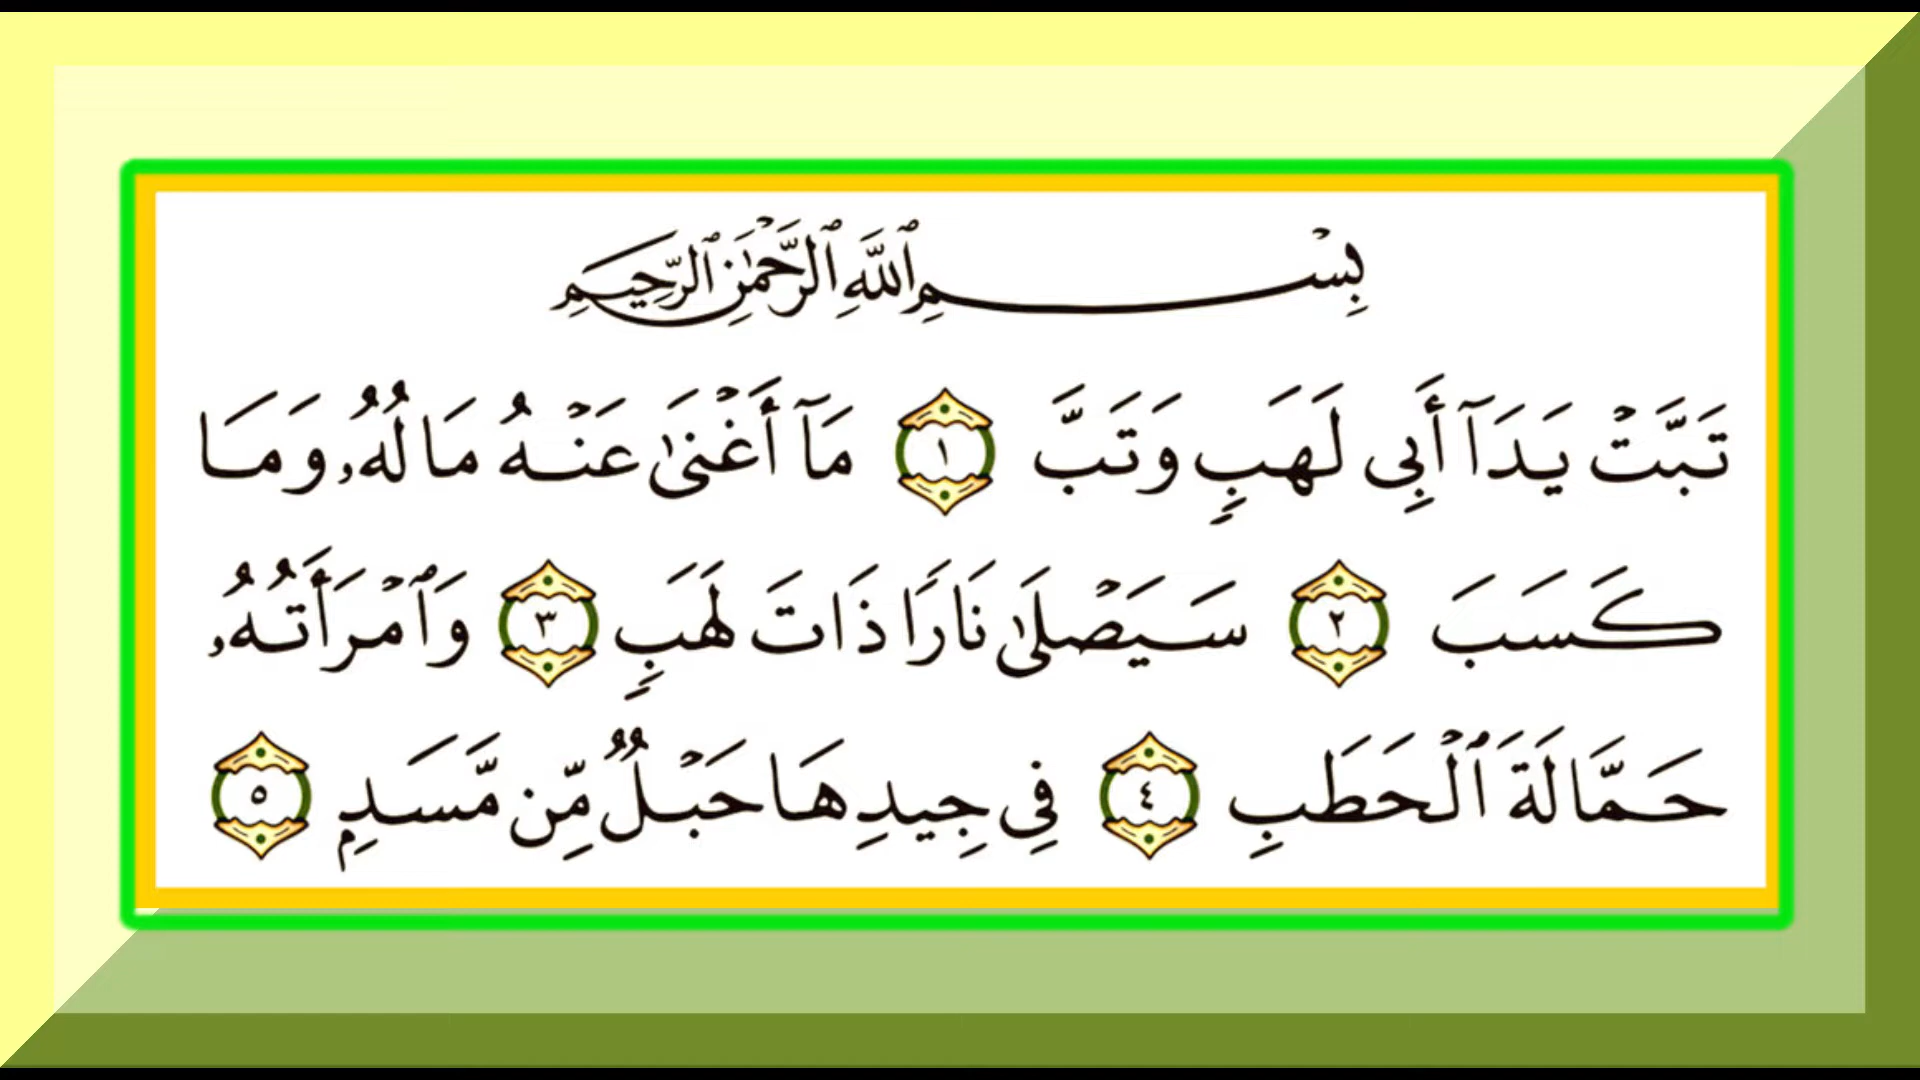 بِسْمِ ٱللَّهِ ٱلرَّحْمَٰنِ ٱلرَّحِيمِ
تَبَّتْ يَدَآ أَبِى لَهَبٍ وَتَبَّ ١ مَآ أَغْنَىٰ عَنْهُ مَالُهُۥ وَمَا
كَسَبَ ٢ سَيَصْلَىٰ نَارًا ذَاتَ لَهَبٍ ٣ وَٱمْرَأَتُهُۥ
حَمَّالَةَ ٱلْحَطَبِ ٤ فِى جِيدِهَا حَبْلٌ مِّن مَّسَدٍۭ ٥